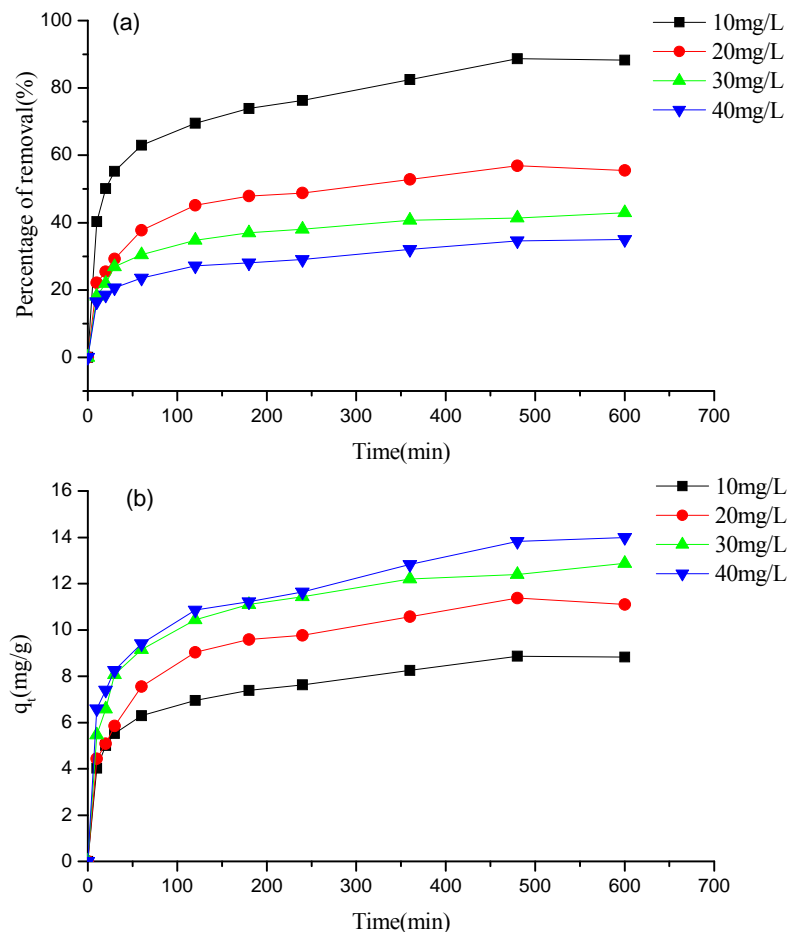 (a)
10mg/L
20mg/L
30mg/L
40mg/L
Percentage of removal(%)
100
80
60
40
20
0
0 100 200 300 400 500 600 700
Time(min)
(b)
10mg/L
20mg/L
30mg/L
40mg/L
qt(mg/g)
16
14
12
10
8
6
4
2
0
0 100 200 300 400 500 600 700
Time(min)